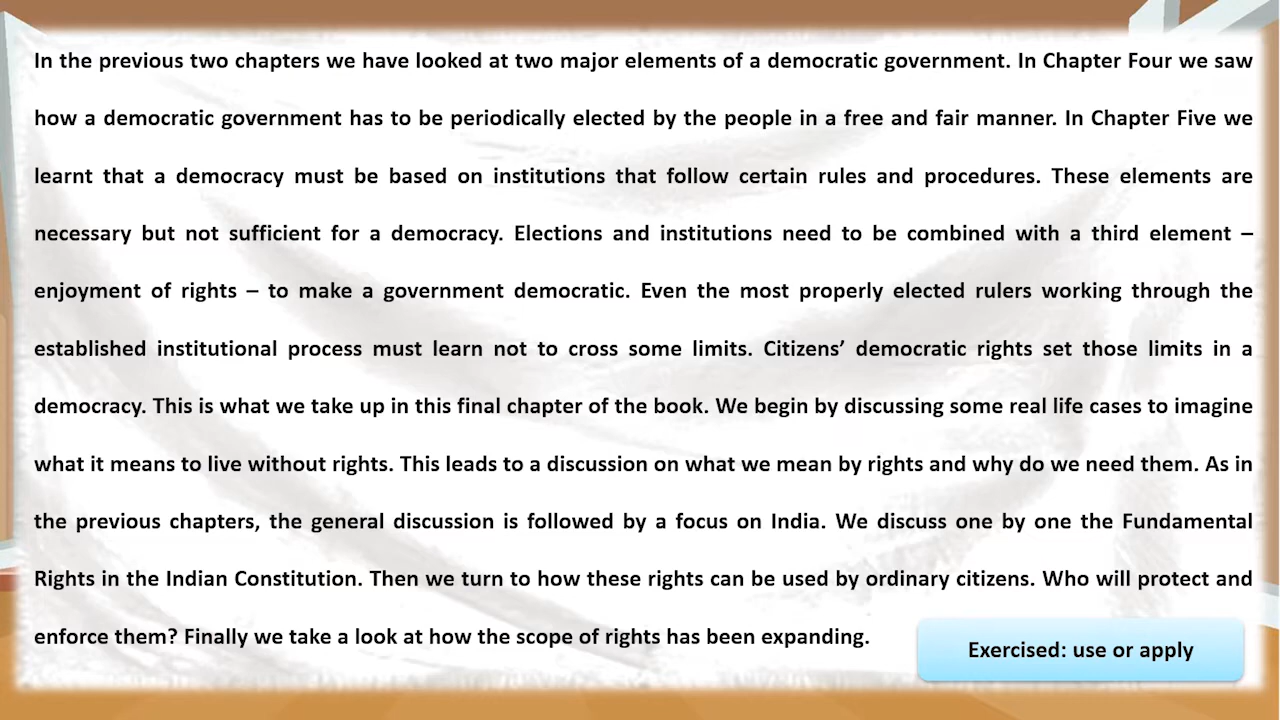 In the previous two chapters we have looked at two major elements of a democratic government. In Chapter Four we saw
how a democratic government has to be periodically elected by the people in a free and fair manner. In Chapter Five we
learnt that a democracy must be based on institutions that follow certain rules and procedures. These elements are
necessary but not sufficient for a democracy. Elections and institutions need to be combined with a third element –
enjoyment of rights – to make a government democratic. Even the most properly elected rulers working through the
established institutional process must learn not to cross some limits. Citizens’ democratic rights set those limits in a
democracy. This is what we take up in this final chapter of the book. We begin by discussing some real life cases to imagine
what it means to live without rights. This leads to a discussion on what we mean by rights and why do we need them. As in
the previous chapters, the general discussion is followed by a focus on India. We discuss one by one the Fundamental
Rights in the Indian Constitution. Then we turn to how these rights can be used by ordinary citizens. Who will protect and
enforce them? Finally we take a look at how the scope of rights has been expanding.
Exercised: use or apply